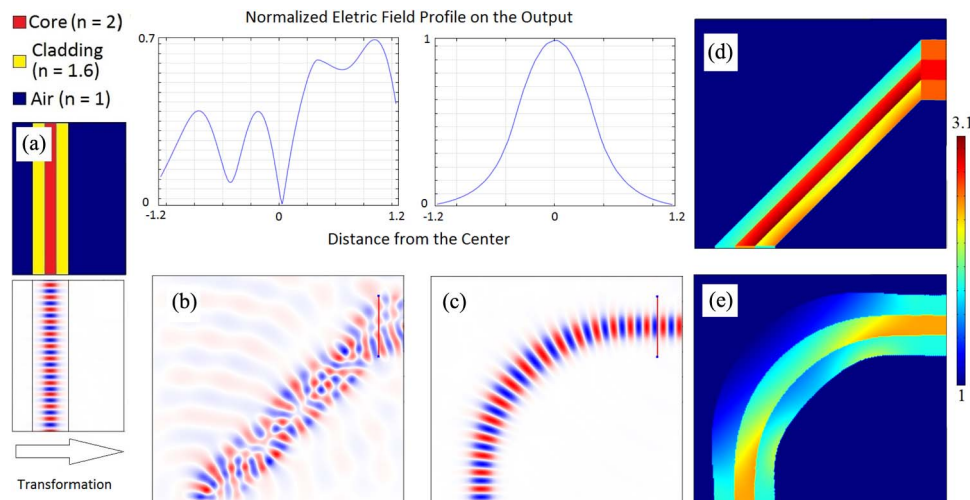 Core (n = 2)
Cladding
(n = 1.6)
Air (n = 1)
(a)
Transformation
Normalized Eletric Field Profile on the Output
0.7
0
-1.2
0
1.2
1
0
-1.2
0
1.2
Distance from the Center
(b)
(c)
(d)
(e)
3.1
1